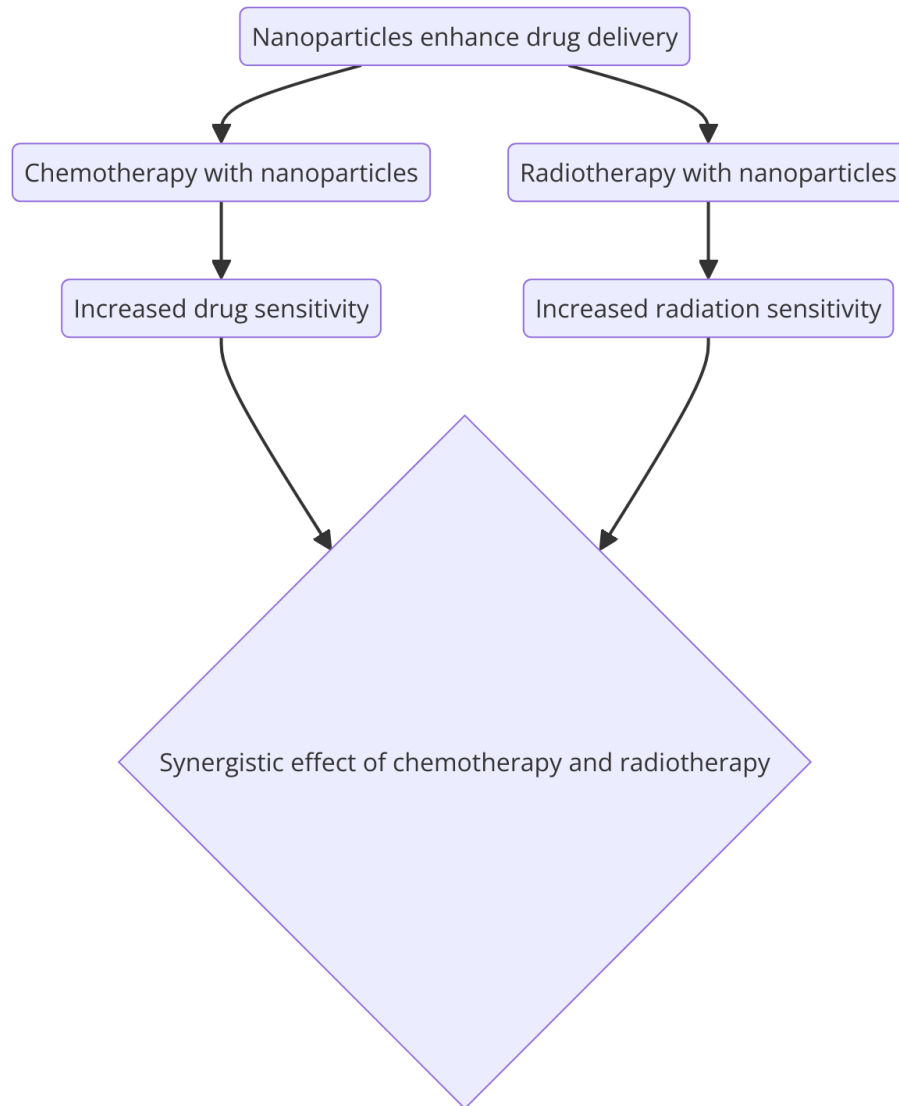 Nanoparticles enhance drug delivery
Chemotherapy with nanoparticles
Radiotherapy with nanoparticles
Increased drug sensitivity
Increased radiation sensitivity
Synergistic effect of chemotherapy and radiotherapy